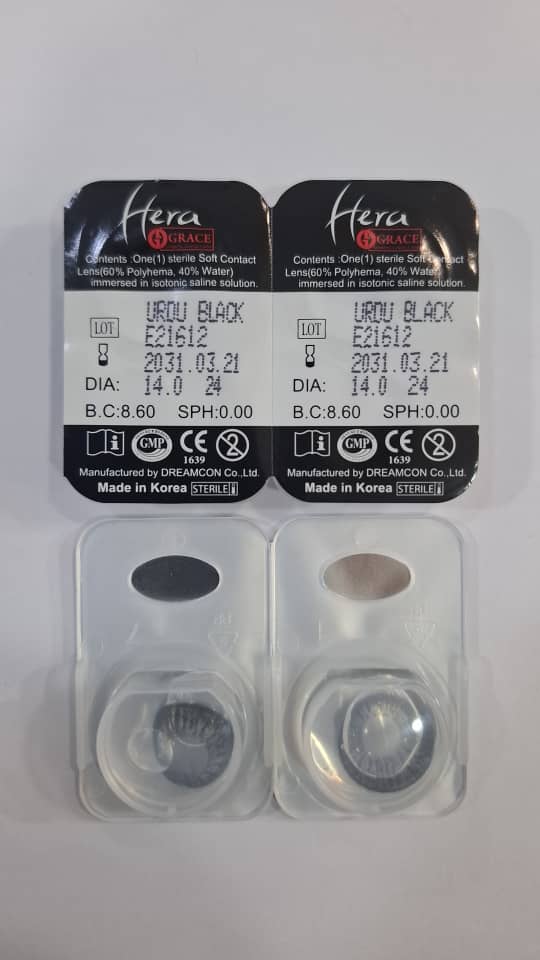 Hera
GRACE
Contents :One(1) sterile Soft Contact
Lens(60% Polyhema, 40% Water)
immersed in isotonic saline solution.
LOT
URDU BLACK
E21612
2031.03.21
DIA: 14.0 24
B.C:8.60 SPH:0.00
GMP
CE
1639
2
Manufactured by DREAMCON Co.,Ltd.
Made in Korea STERILE
Hera
GRACE
Contents :One(1) sterile Soft Contact
Lens(60% Polyhema, 40% Water)
immersed in isotonic saline solution.
LOT
URDU BLACK
E21612
2031.03.21
DIA: 14.0 24
B.C:8.60 SPH:0.00
GMP
CE
1639
2
Manufactured by DREAMCON Co.,Ltd.
Made in Korea STERILE